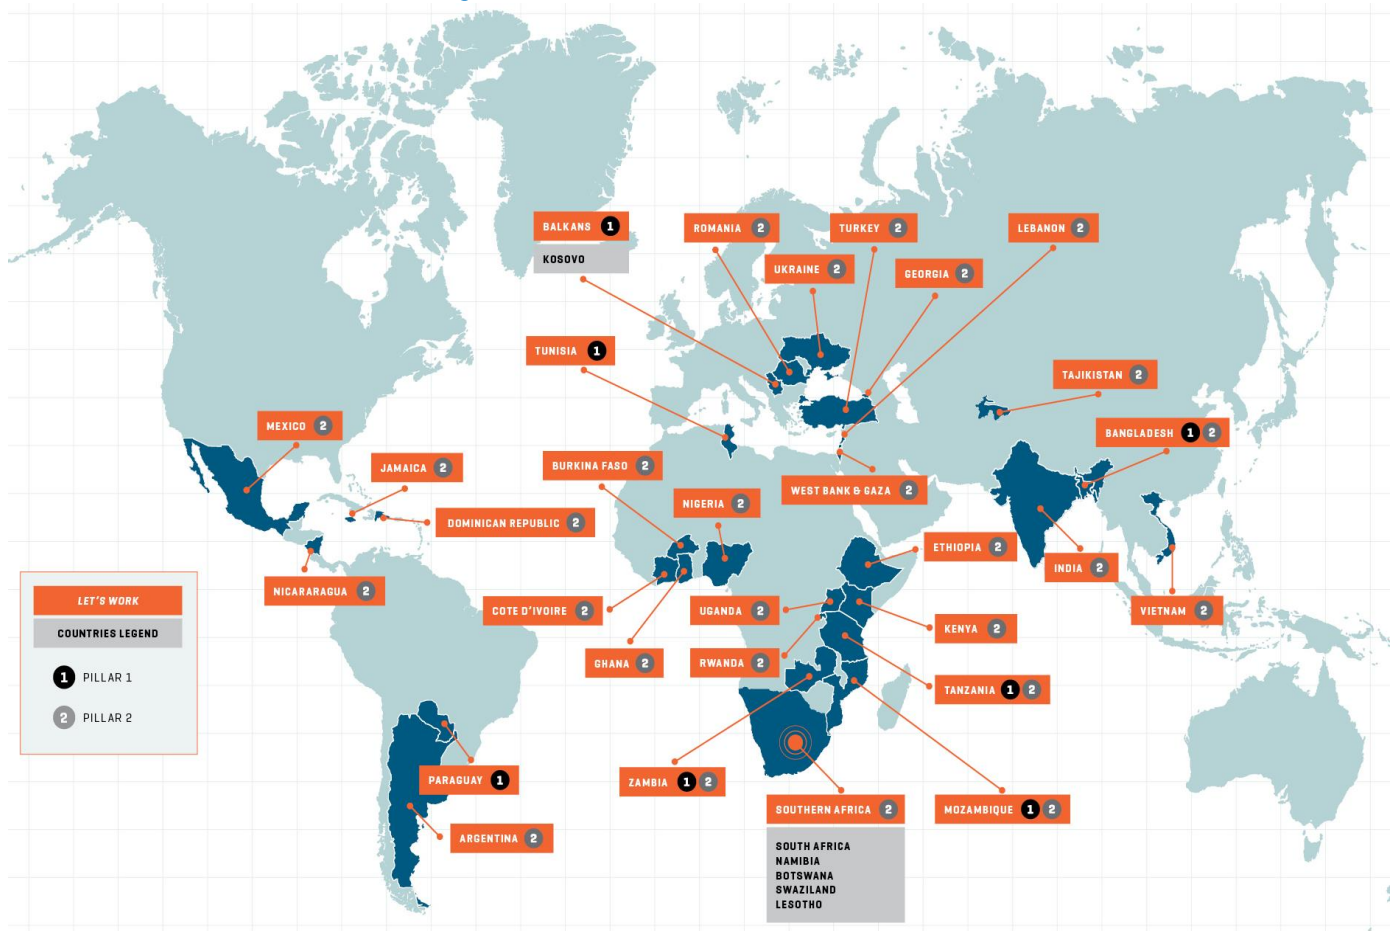 BALKANS 1
KOSOVO
ROMANIA 2
TURKEY 2
LEBANON 2
UKRAINE 2
GEORGIA 2
TUNISIA 1
TAJIKISTAN 2
MEXICO 2
BANGLADESH 1 2
JAMAICA 2
BURKINA FASO 2
WEST BANK & GAZA 2
NIGERIA 2
DOMINICAN REPUBLIC 2
ETHIOPIA 2
INDIA 2
NICARARAGUA 2
COTE D'IVOIRE 2
UGANDA 2
VIETNAM 2
KENYA 2
GHANA 2
RWANDA 2
TANZANIA 1 2
LET'S WORK
COUNTRIES LEGEND
1 PILLAR 1
2 PILLAR 2
PARAGUAY 1
ZAMBIA 1 2
SOUTHERN AFRICA 2
MOZAMBIQUE 1 2
ARGENTINA 2
SOUTH AFRICA
NAMIBIA
BOTSWANA
SWAZILAND
LESOTHO